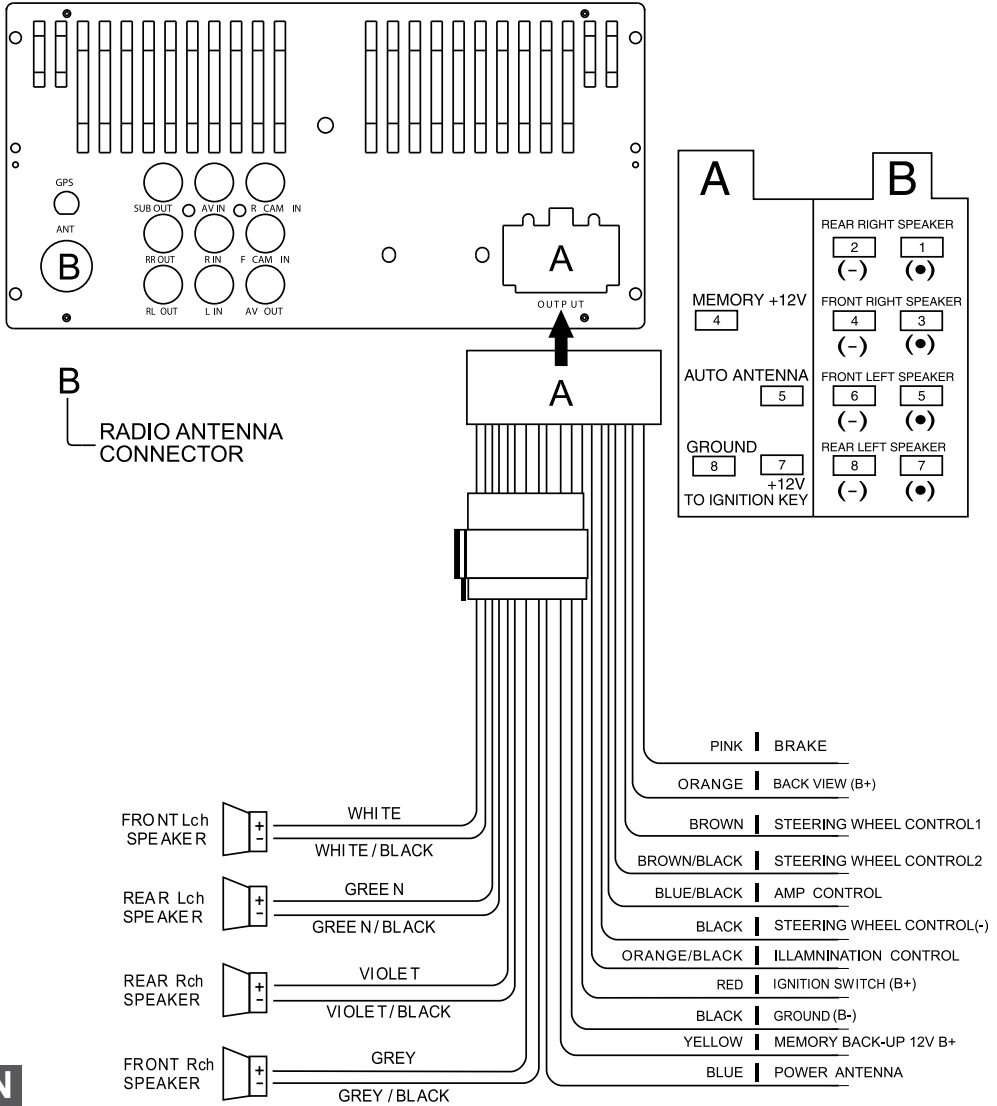 GPS
ANT
B
SUB OUT AV IN R CAM IN
RR OUT R IN F CAM IN
RL OUT L IN AV OUT
A
OUTPUT
A
B
RADIO ANTENNA
CONNECTOR
A
MEMORY +12V
4
AUTO ANTENNA
5
GROUND
8 7
+12V
TO IGNITION KEY
B
REAR RIGHT SPEAKER
2 1
(-) (●)
FRONT RIGHT SPEAKER
4 3
(-) (●)
FRONT LEFT SPEAKER
6 5
(-) (●)
REAR LEFT SPEAKER
8 7
(-) (●)
FRONT Lch
SPEAKER
+
-
WHITE
WHITE/BLACK
REAR Lch
SPEAKER
+
-
GREEN
GREEN/BLACK
REAR Rch
SPEAKER
+
-
VIOLET
VIOLET/BLACK
FRONT Rch
SPEAKER
+
-
GREY
GREY/BLACK
PINK BRAKE
ORANGE BACK VIEW (B+)
BROWN STEERING WHEEL CONTROL1
BROWN/BLACK STEERING WHEEL CONTROL2
BLUE/BLACK AMP CONTROL
BLACK STEERING WHEEL CONTROL(-)
ORANGE/BLACK ILLAMNINATION CONTROL
RED IGNITION SWITCH (B+)
BLACK GROUND (B-)
YELLOW MEMORY BACK-UP 12V B+
BLUE POWER ANTENNA
N